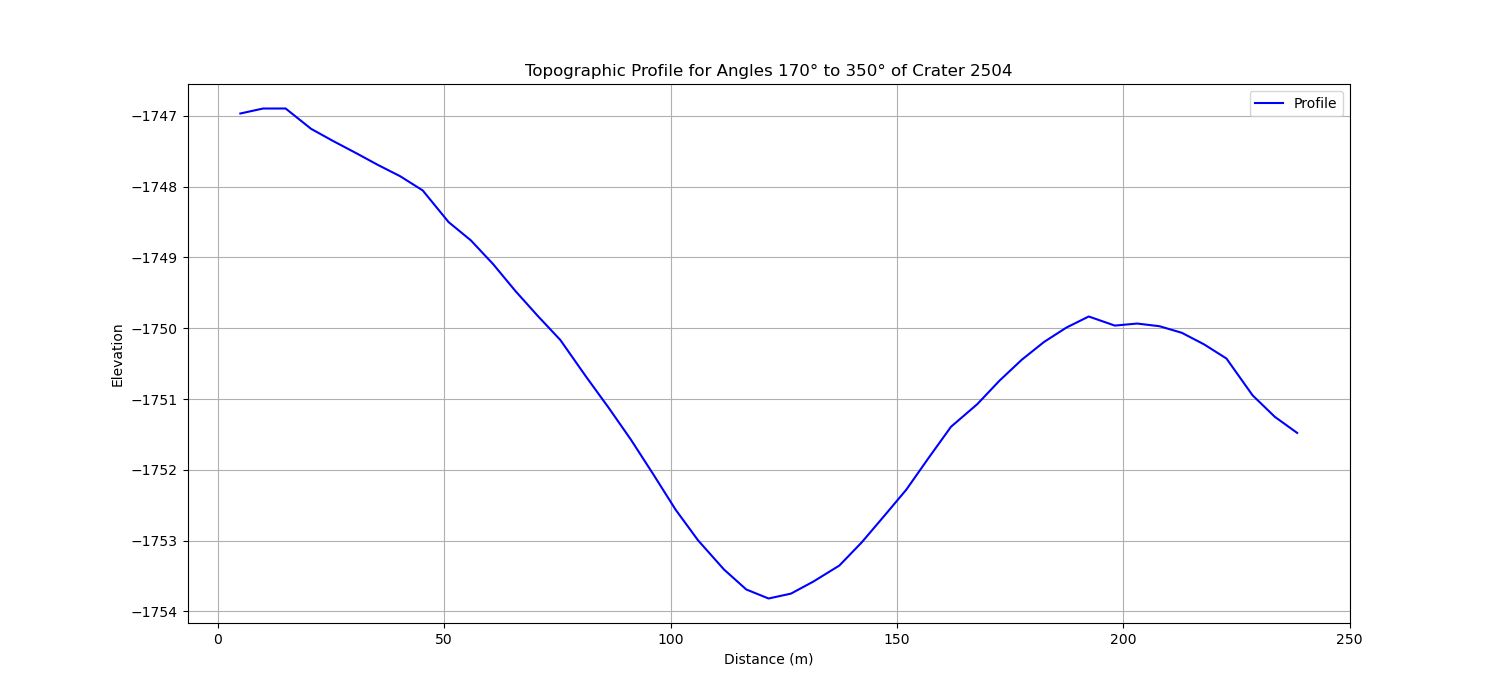 Topographic Profile for Angles 170° to 350° of Crater 2504
Profile
−1747
−1748
−1749
−1750
−1751
−1752
−1753
−1754
Elevation
0 50 100 150 200 250
Distance (m)